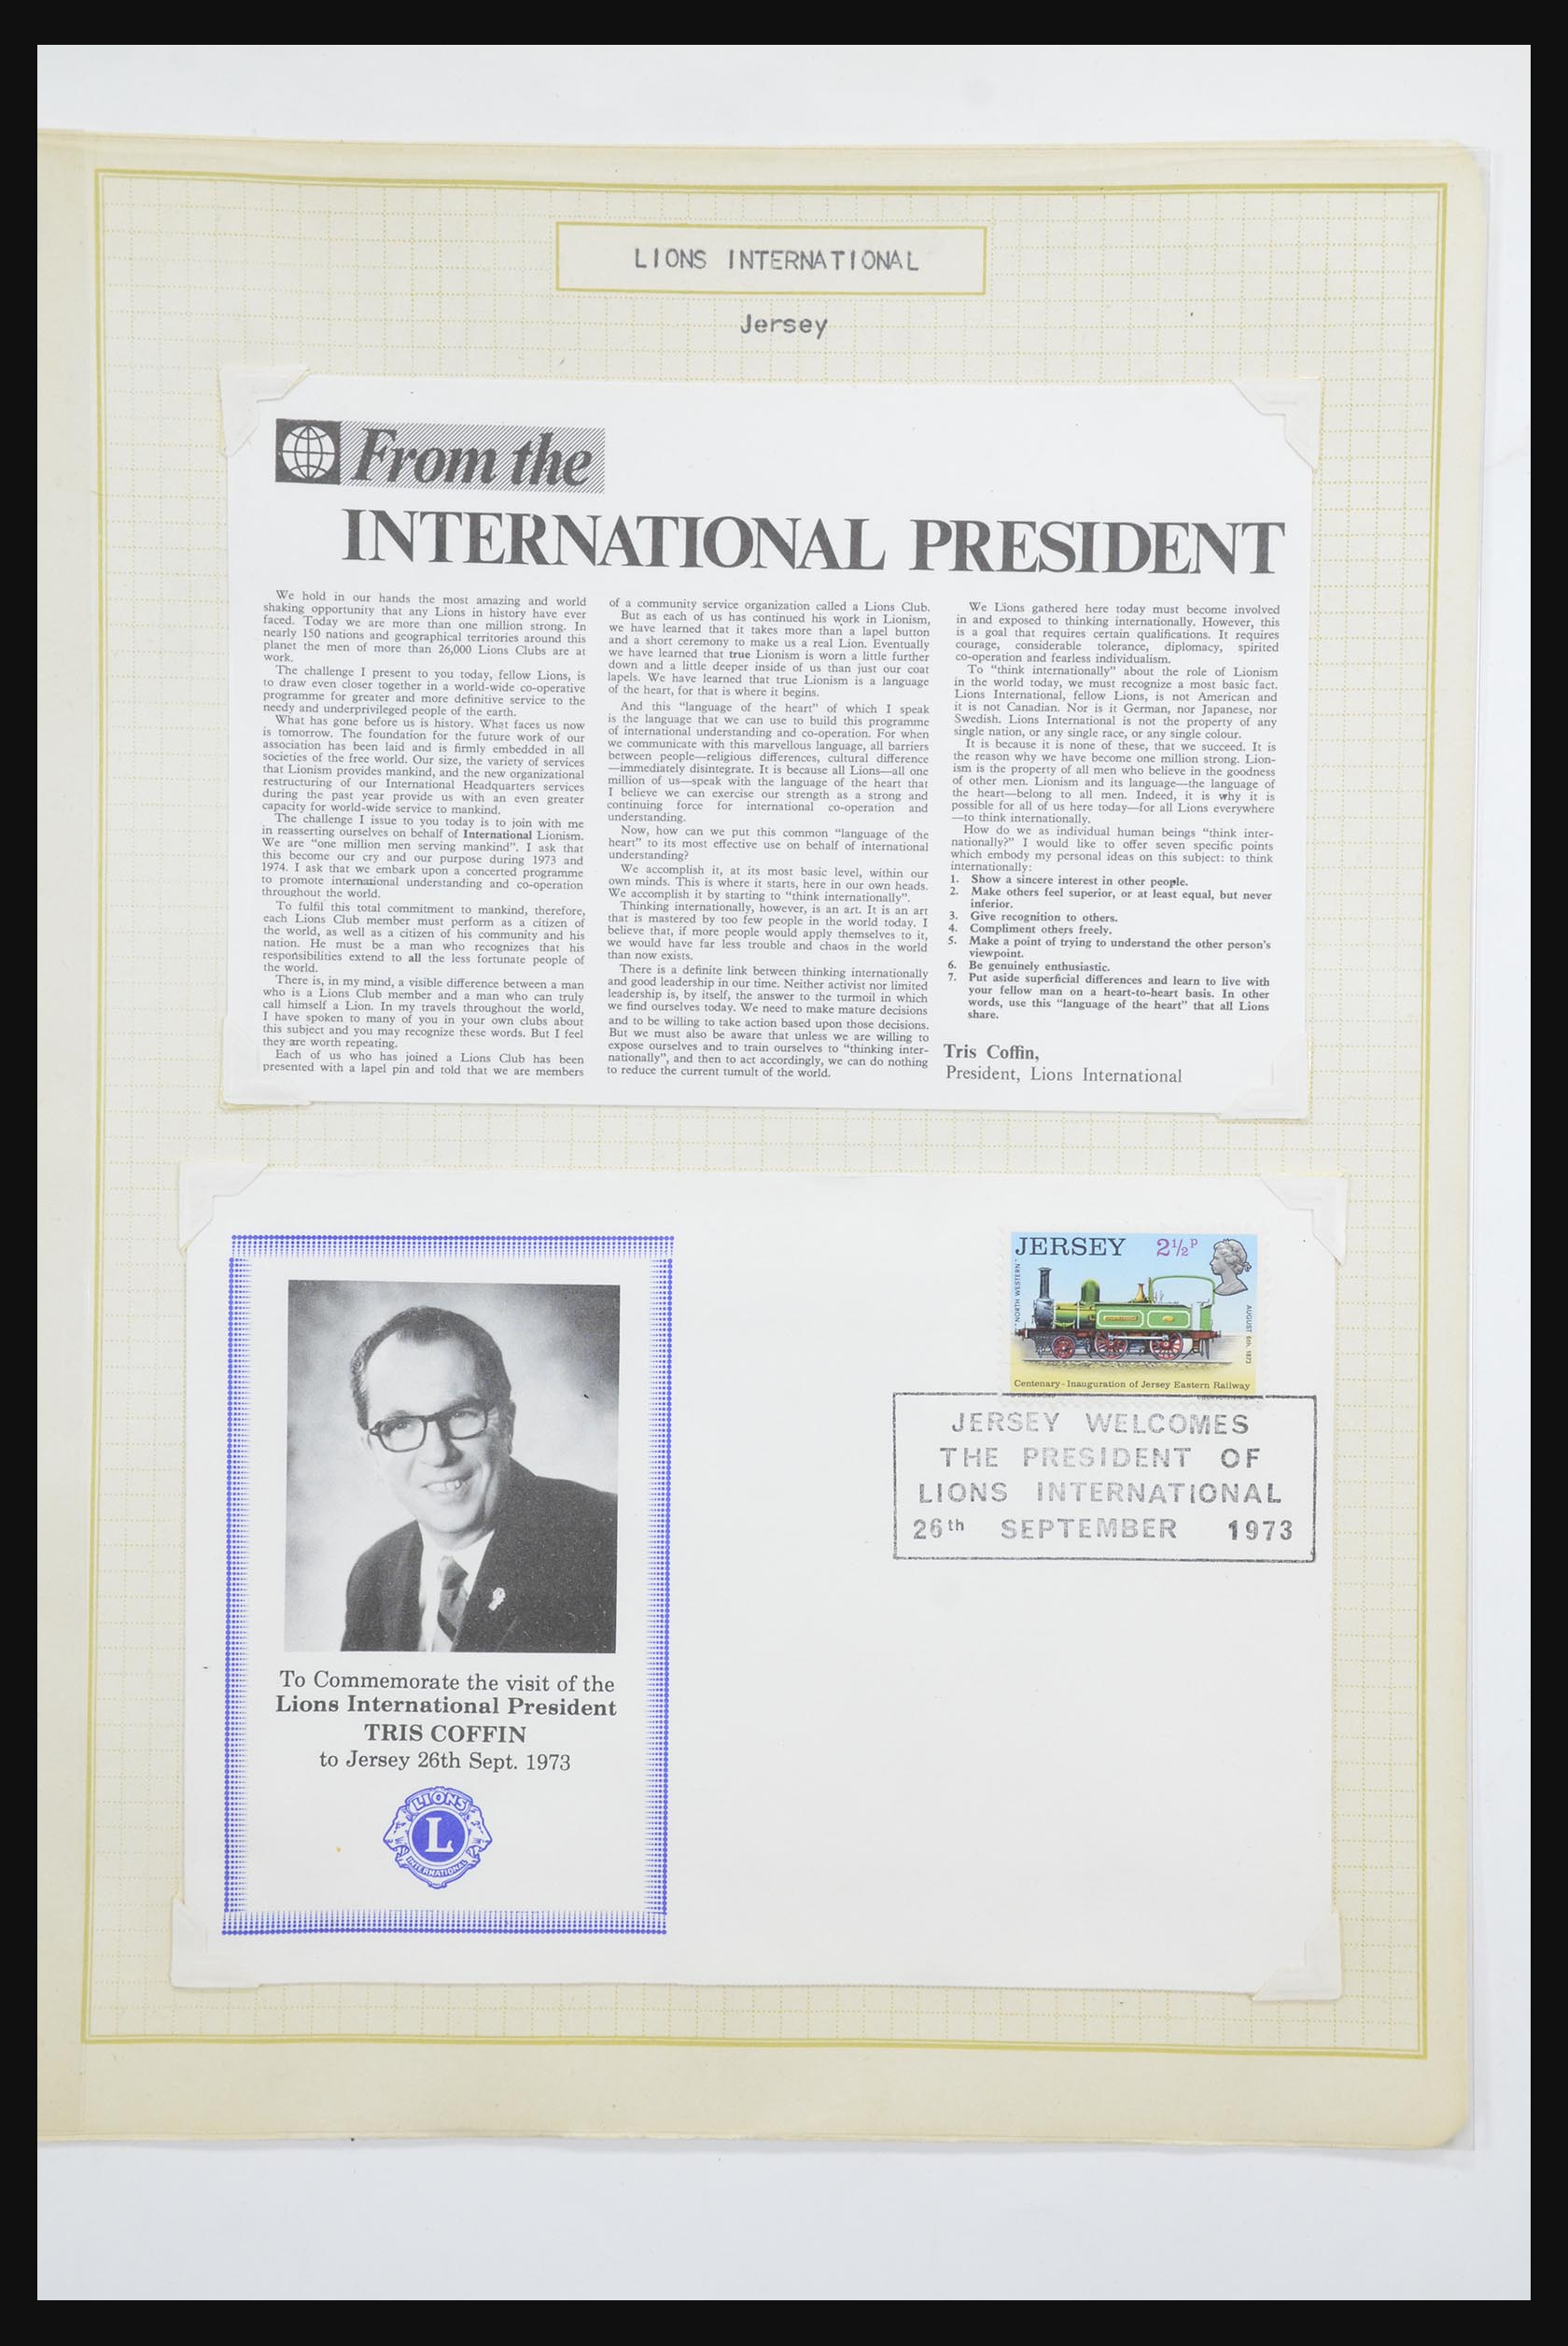 LIONS INTERNATIONAL
Jersey
From the
INTERNATIONAL PRESIDENT
We hold in our hands the most amazing and world
shaking opportunity that any Lions in history have ever
faced. Today we are more than one million strong. In
nearly 150 nations and geographical territories around this
planet the men of more than 26,000 Lions Clubs are at
work.
The challenge I present to you today, fellow Lions, is
to draw even closer together in a world-wide co-operative
programme for greater and more definitive service to the
needy and underprivileged people of the earth.
What has gone before us is history. What faces us now
is tomorrow. The foundation for the future work of our
association has been laid and is firmly embedded in all
societies of the free world. Our size, the variety of services
that Lionism provides mankind, and the new organizational
restructuring of our International Headquarters services
during the past year provide us with an even greater
capacity for world-wide service to mankind.
The challenge I issue to you today is to join with me
in reasserting ourselves on behalf of International Lionism.
We are "one million men serving mankind". I ask that
this become our cry and our purpose during 1973 and
1974. I ask that we embark upon a concerted programme
to promote international understanding and co-operation
throughout the world.
To fulfil this total commitment to mankind, therefore,
each Lions Club member must perform as a citizen of
the world, as well as a citizen of his community and his
nation. He must be a man who recognizes that his
responsibilities extend to all the less fortunate people of
the world.
There is, in my mind, a visible difference between a man
who is a Lions Club member and a man who can truly
call himself a Lion. In my travels throughout the world,
I have spoken to many of you in your own clubs about
this subject and you may recognize these words. But I feel
they are worth repeating.
Each of us who has joined a Lions Club has been
presented with a lapel pin and told that we are members
of a community service organization called a Lions Club.
But as each of us has continued his work in Lionism,
we have learned that it takes more than a lapel button
and a short ceremony to make us a real Lion. Eventually
we have learned that true Lionism is worn a little further
down and a little deeper inside of us than just our coat
lapels. We have learned that true Lionism is a language
of the heart, for that is where it begins.
And this "language of the heart" of which I speak
is the language that we can use to build this programme
of international understanding and co-operation. For when
we communicate with this marvellous language, all barriers
between people—religious differences, cultural difference
—immediately disintegrate. It is because all Lions—all one
million of us—speak with the language of the heart that
I believe we can exercise our strength as a strong and
continuing force for international co-operation and
understanding.
Now, how can we put this common "language of the
heart" to its most effective use on behalf of international
understanding?
We accomplish it, at its most basic level, within our
own minds. This is where it starts, here in our own heads.
We accomplish it by starting to "think internationally".
Thinking internationally, however, is an art. It is an art
that is mastered by too few people in the world today. I
believe that, if more people would apply themselves to it,
we would have far less trouble and chaos in the world
than now exists.
There is a definite link between thinking internationally
and good leadership in our time. Neither activist nor limited
leadership is, by itself, the answer to the turmoil in which
we find ourselves today. We need to make mature decisions
and to be willing to take action based upon those decisions.
But we must also be aware that unless we are willing to
expose ourselves and to train ourselves to "thinking inter-
nationally", and then to act accordingly, we can do nothing
to reduce the current tumult of the world.
We Lions gathered here today must become involved
in and exposed to thinking internationally. However, this
is a goal that requires certain qualifications. It requires
courage, considerable tolerance, diplomacy, spirited
co-operation and fearless individualism.
To "think internationally" about the role of Lionism
in the world today, we must recognize a most basic fact.
Lions International, fellow Lions, is not American and
it is not Canadian. Nor is it German, nor Japanese, nor
Swedish. Lions International is not the property of any
single nation, or any single race, or any single colour.
It is because it is none of these, that we succeed. It is
the reason why we have become one million strong. Lion-
ism is the property of all men who believe in the goodness
of other men. Lionism and its language—the language of
the heart—belong to all men. Indeed, it is why it is
possible for all of us here today—for all Lions everywhere
—to think internationally.
How do we as individual human beings "think inter-
nationally?" I would like to offer seven specific points
which embody my personal ideas on this subject: to think
internationally:
1. Show a sincere interest in other people.
2. Make others feel superior, or at least equal, but never
inferior.
3. Give recognition to others.
4. Compliment others freely.
5. Make a point of trying to understand the other person's
viewpoint.
6. Be genuinely enthusiastic.
7. Put aside superficial differences and learn to live with
your fellow man on a heart-to-heart basis. In other
words, use this "language of the heart" that all Lions
share.
Tris Coffin,
President, Lions International
JERSEY 2½P
"NORTH WESTERN"
AUGUST 6th, 1873
Centenary - Inauguration of Jersey Eastern Railway
JERSEY WELCOMES
THE PRESIDENT OF
LIONS INTERNATIONAL
26th SEPTEMBER 1973
To Commemorate the visit of the
Lions International President
TRIS COFFIN
to Jersey 26th Sept. 1973
LIONS
L
INTERNATIONAL